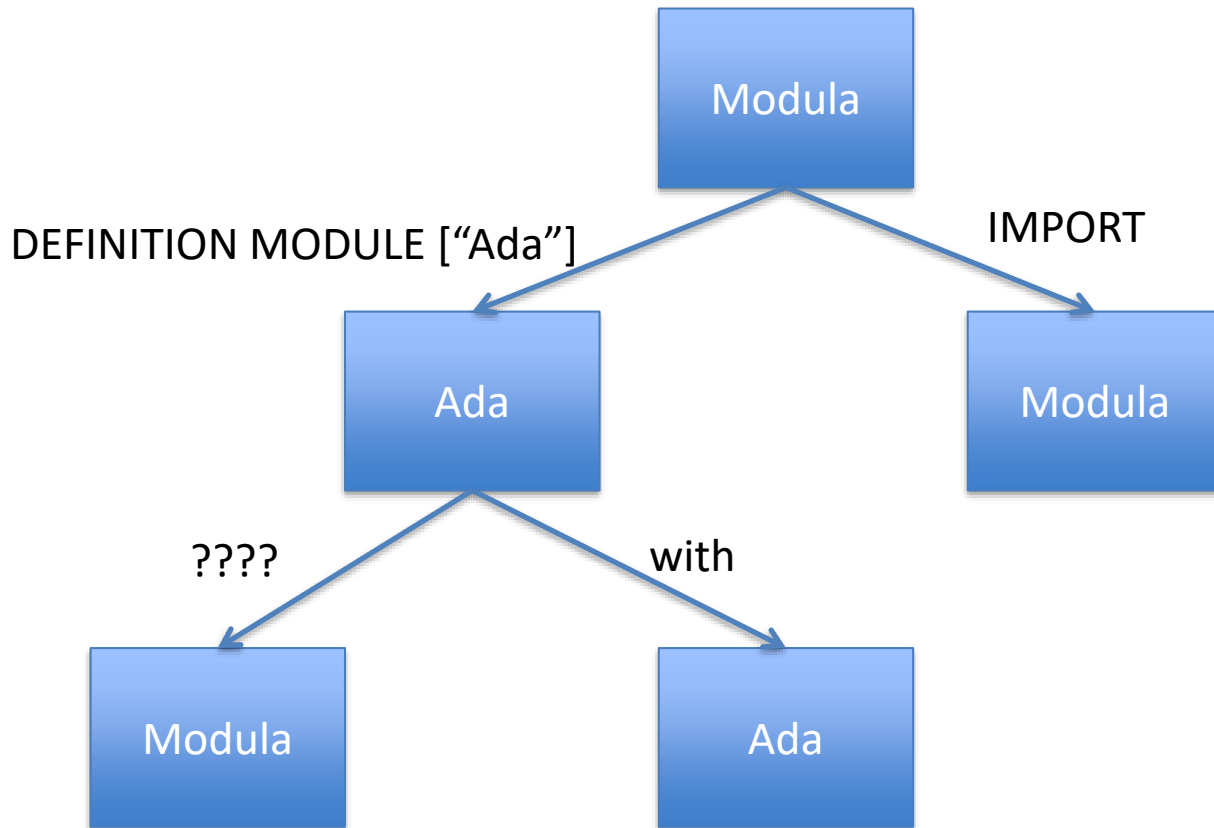 Modula
DEFINITION MODULE [“Ada”]
IMPORT
Ada
Modula
????
with
Modula
Ada